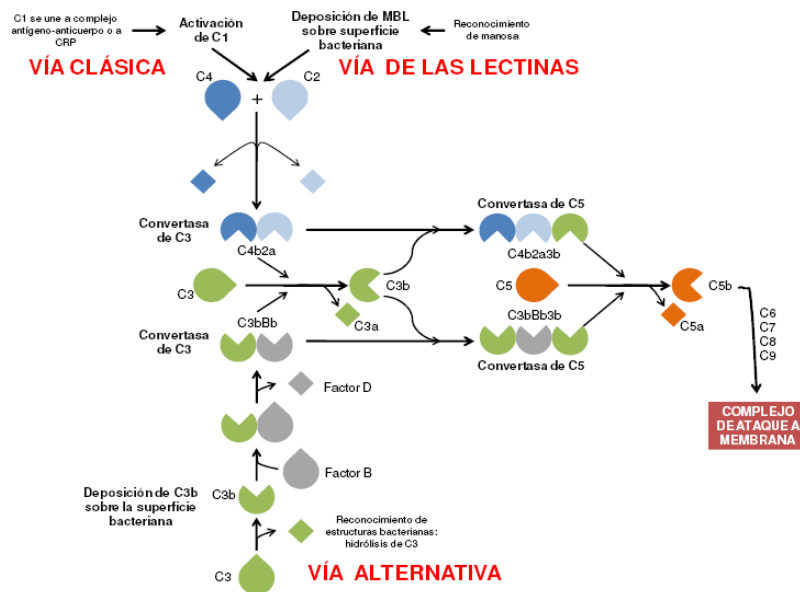 C1 se une a complejo
antígeno-anticuerpo o a
CRP
Activación
de C1
Deposición de MBL
sobre superficie
bacteriana
Reconocimiento
de manosa
VÍA CLÁSICA
VÍA DE LAS LECTINAS
C4
+
C2
Convertasa
de C3
C4b2a
Convertasa de C5
C4b2a3b
C3
C3b
C3a
C5
C5b
C5a
C6
C7
C8
C9
Convertasa
de C3
C3bBb
C3bBb3b
Convertasa de C5
COMPLEJO
DE ATAQUE A
MEMBRANA
Factor D
Factor B
Deposición de C3b
sobre la superficie
bacteriana
C3b
Reconocimiento de
estructuras bacterianas:
hidrólisis de C3
C3
VÍA ALTERNATIVA